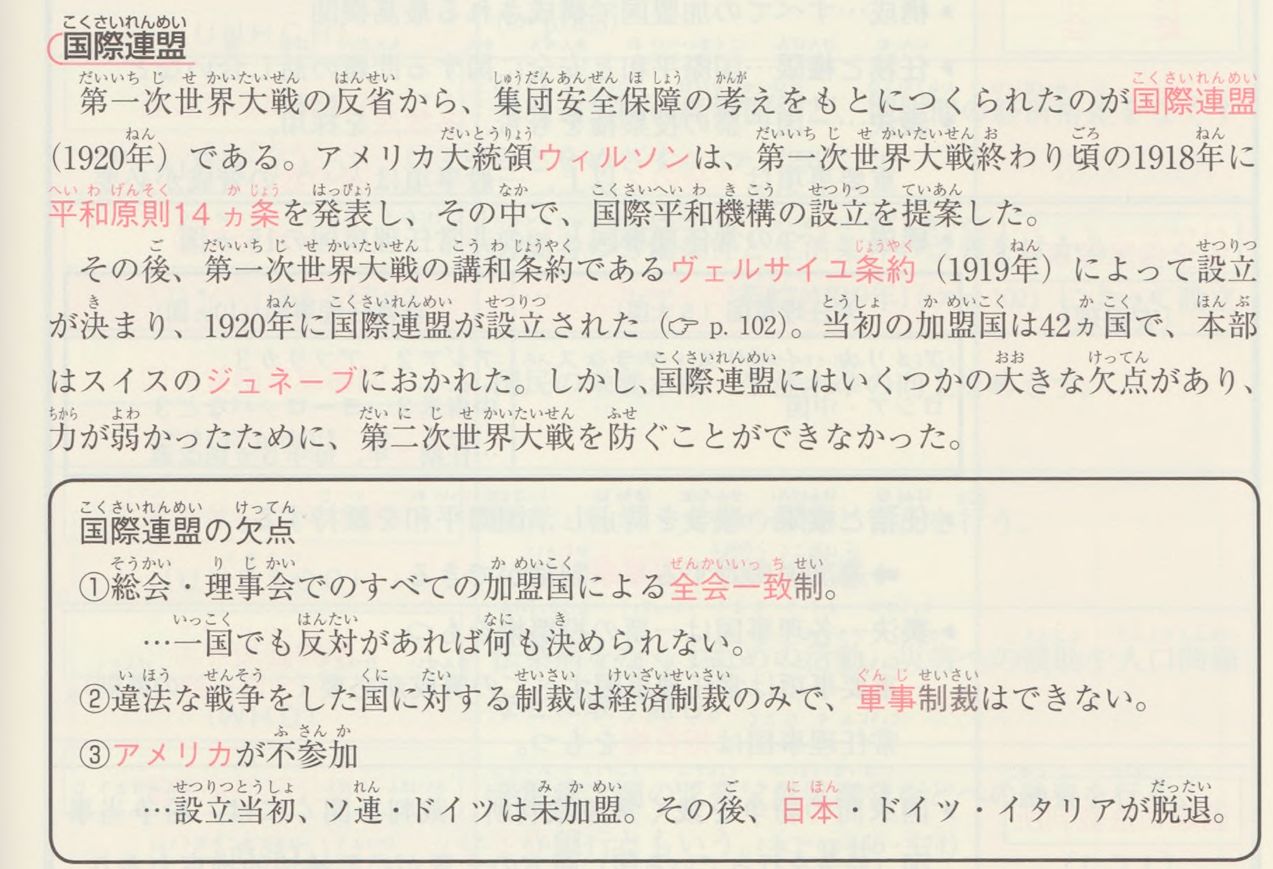 国際連盟
第一次世界大戦の反省から、集団安全保障の考えをもとにつくられたのが国際連盟
(1920年)である。アメリカ大統領ウィルソンは、第一次世界大戦終わり頃の1918年に
平和原則14ヵ条を発表し、その中で、国際平和機構の設立を提案した。
その後、第一次世界大戦の講和条約であるヴェルサイユ条約(1919年)によって設立
が決まり、1920年に国際連盟が設立された(☞ p. 102)。当初の加盟国は42ヵ国で、本部
はスイスのジュネーブにおかれた。しかし、国際連盟にはいくつかの大きな欠点があり、
力が弱かったために、第二次世界大戦を防ぐことができなかった。
国際連盟の欠点
①総会・理事会でのすべての加盟国による全会一致制。
…一国でも反対があれば何も決められない。
②違法な戦争をした国に対する制裁は経済制裁のみで、軍事制裁はできない。
③アメリカが不参加
…設立当初、ソ連・ドイツは未加盟。その後、日本・ドイツ・イタリアが脱退。